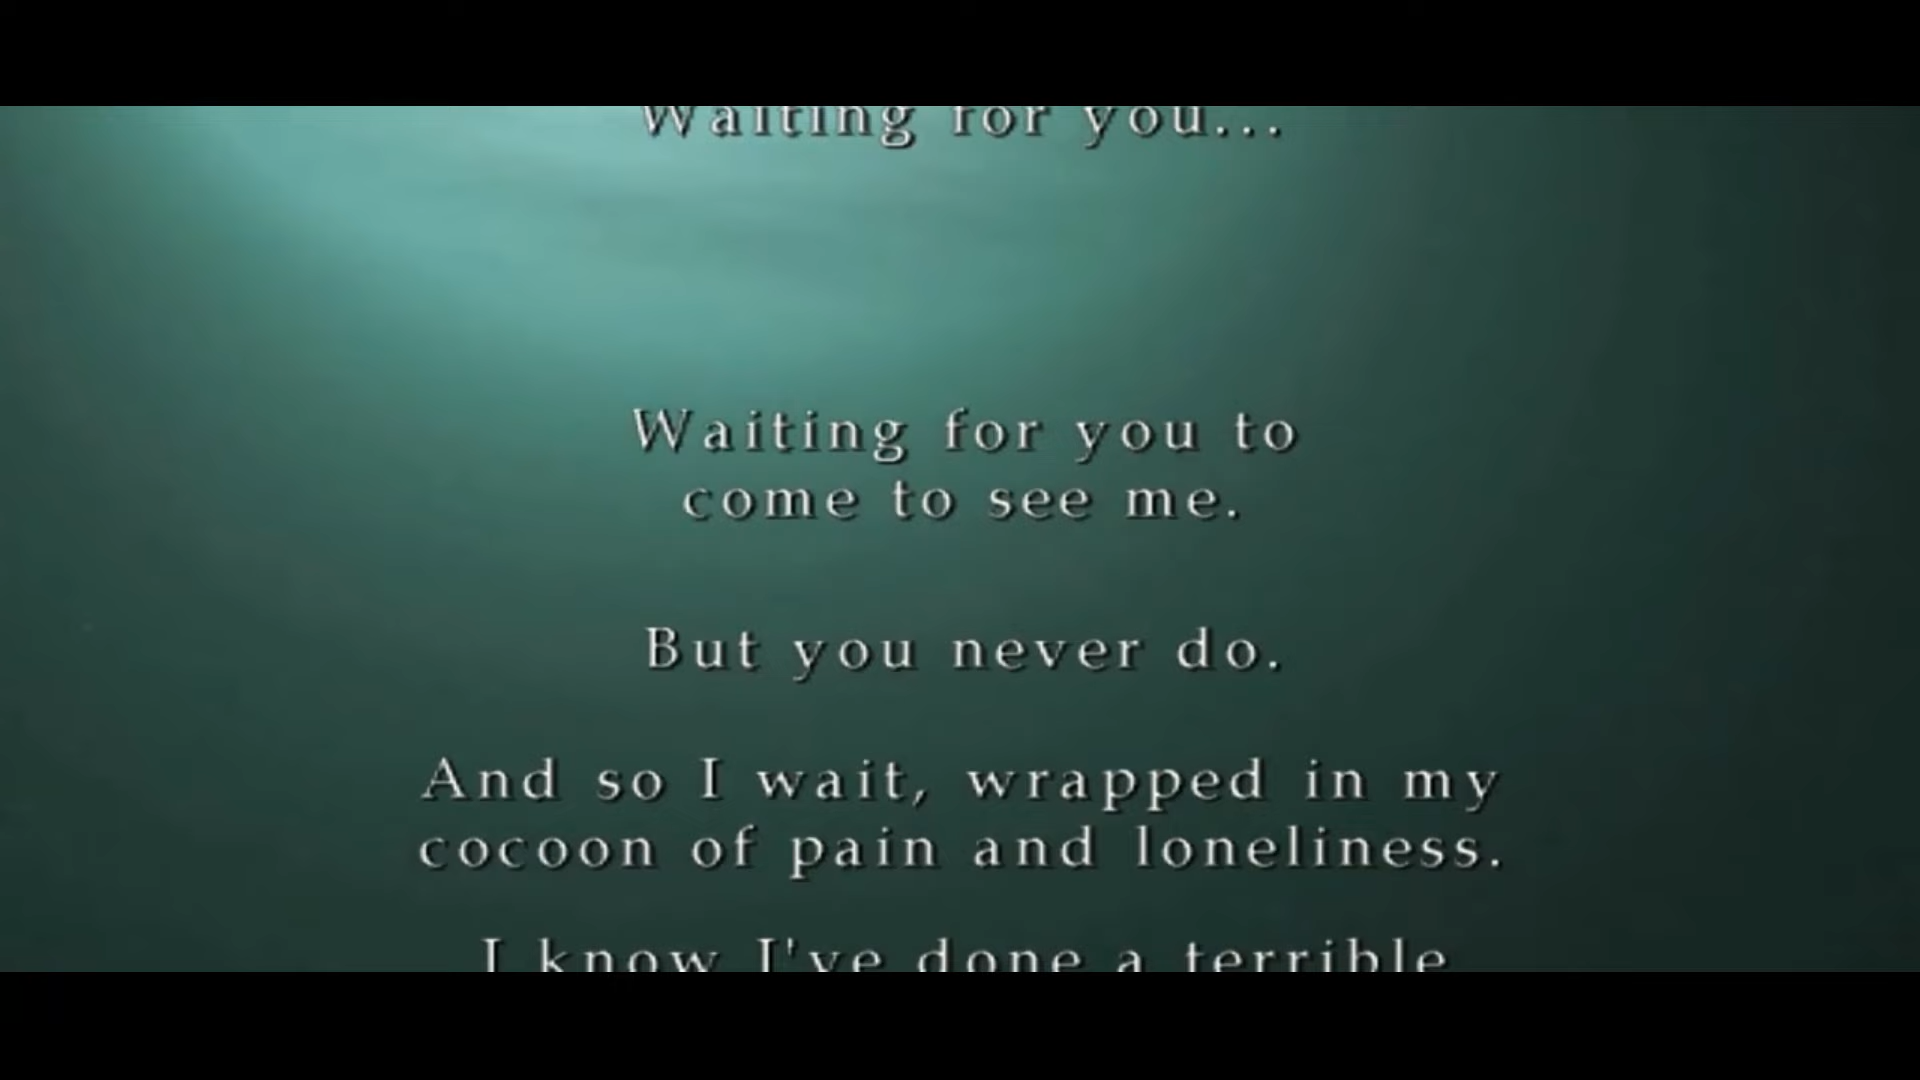 Waiting for you...
Waiting for you to
come to see me.
But you never do.
And so I wait, wrapped in my
cocoon of pain and loneliness.
I know I've done a terrible